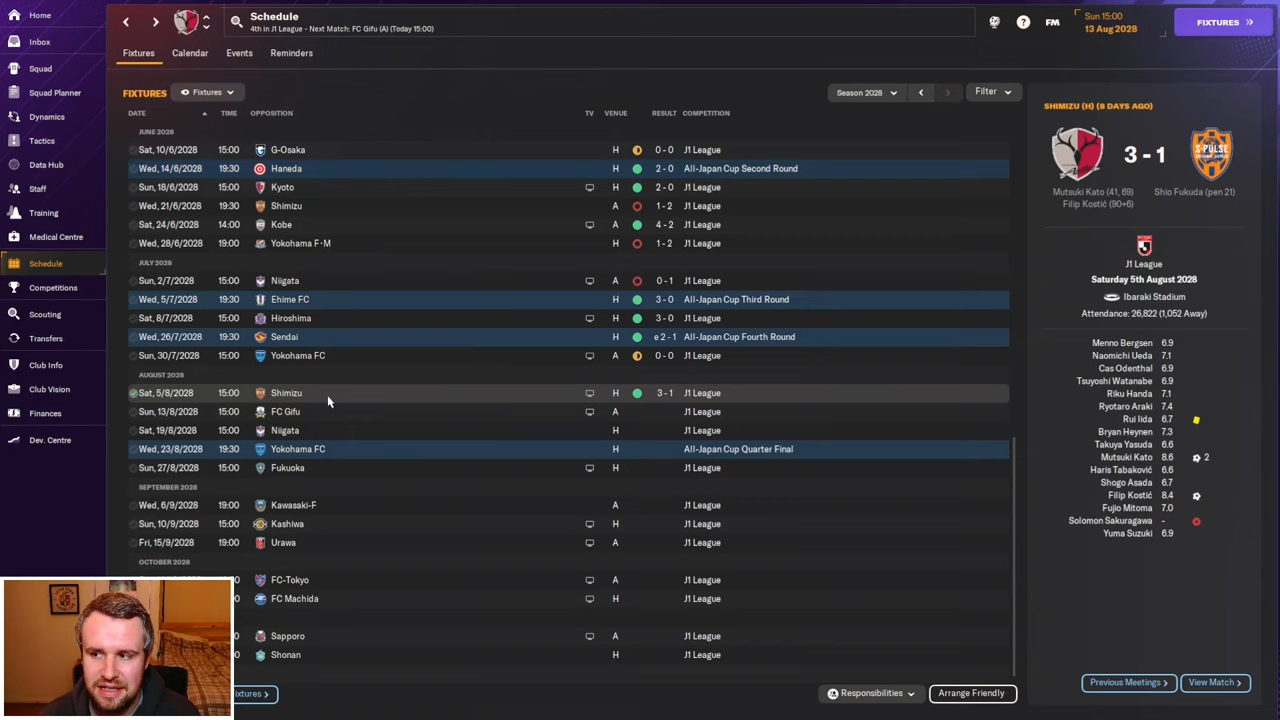 Home
Inbox
Squad
Squad Planner
Dynamics
Tactics
Data Hub
Staff
Training
Medical Centre
Schedule
Competitions
Scouting
Transfers
Club Info
Club Vision
Finances
Dev. Centre
Schedule
4th in J1 League - Next Match: FC Gifu (A) (Today 15:00)
?
FM
Sun 15:00
13 Aug 2028
FIXTURES
Fixtures
Calendar
Events
Reminders
FIXTURES
Fixtures
Season 2028
Filter
DATE TIME OPPOSITION TV VENUE RESULT COMPETITION
JUNE 2028
Sat, 10/6/2028 15:00 G-Osaka H 0 - 0 J1 League
Wed, 14/6/2028 19:30 Haneda H 2 - 0 All-Japan Cup Second Round
Sun, 18/6/2028 15:00 Kyoto H 2 - 0 J1 League
Wed, 21/6/2028 19:30 Shimizu A 1 - 2 J1 League
Sat, 24/6/2028 14:00 Kobe A 4 - 2 J1 League
Wed, 28/6/2028 19:00 Yokohama F·M H 1 - 2 J1 League
JULY 2028
Sun, 2/7/2028 15:00 Niigata A 0 - 1 J1 League
Wed, 5/7/2028 19:30 Ehime FC H 3 - 0 All-Japan Cup Third Round
Sat, 8/7/2028 15:00 Hiroshima H 3 - 0 J1 League
Wed, 26/7/2028 19:30 Sendai H e 2 - 1 All-Japan Cup Fourth Round
Sun, 30/7/2028 15:00 Yokohama FC A 0 - 0 J1 League
AUGUST 2028
Sat, 5/8/2028 15:00 Shimizu H 3 - 1 J1 League
Sun, 13/8/2028 15:00 FC Gifu A J1 League
Sat, 19/8/2028 15:00 Niigata H J1 League
Wed, 23/8/2028 19:30 Yokohama FC H All-Japan Cup Quarter Final
Sun, 27/8/2028 15:00 Fukuoka H J1 League
SEPTEMBER 2028
Wed, 6/9/2028 19:00 Kawasaki-F A J1 League
Sun, 10/9/2028 15:00 Kashiwa H J1 League
Fri, 15/9/2028 19:00 Urawa A J1 League
OCTOBER 2028
0 FC-Tokyo A J1 League
0 FC Machida H J1 League
0 Sapporo A J1 League
0 Shonan H J1 League
ixtures
Responsibilities
Arrange Friendly
SHIMIZU (H) (8 DAYS AGO)
3 - 1
S-PULSE
Mutsuki Kato (41, 69)
Filip Kostić (90+6)
Shio Fukuda (pen 21)
J1 League
Saturday 5th August 2028
Ibaraki Stadium
Attendance: 26,822 (1,052 Away)
Menno Bergsen 6.9
Naomichi Ueda 7.1
Cas Odenthal 6.9
Tsuyoshi Watanabe 6.9
Riku Handa 7.1
Ryotaro Araki 7.4
Rui Iida 6.7
Bryan Heynen 7.3
Takuya Yasuda 6.6
Mutsuki Kato 8.6 2
Haris Tabaković 6.6
Shogo Asada 6.7
Filip Kostić 8.4
Fujio Mitoma 7.0
Solomon Sakuragawa -
Yuma Suzuki 6.9
Previous Meetings
View Match